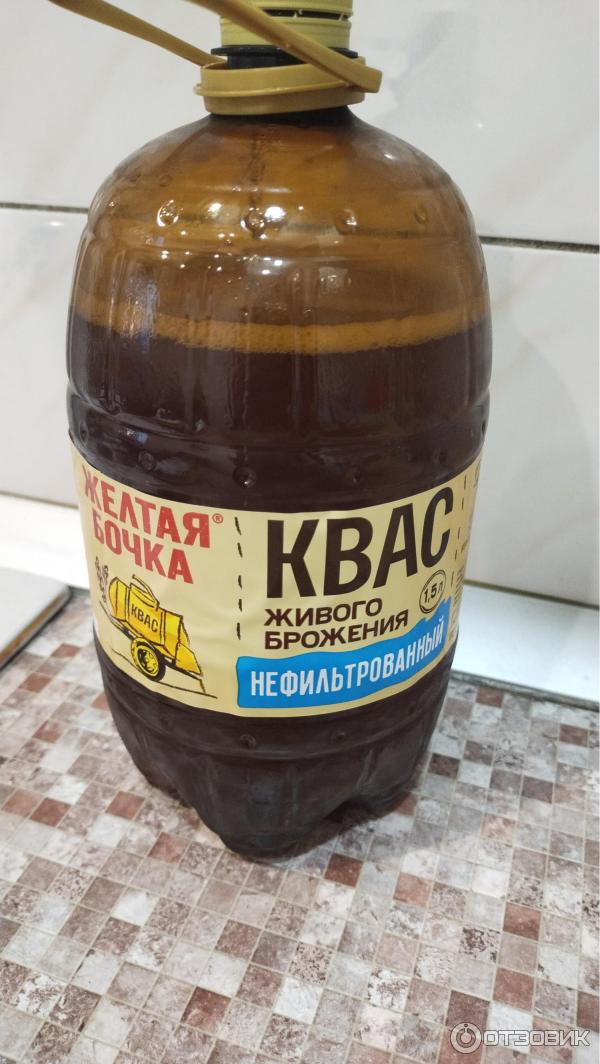 ЖЕЛТАЯ®
БОЧКА
КВАС
КВАС
ЖИВОГО
БРОЖЕНИЯ
1,5 л
НЕФИЛЬТРОВАННЫЙ
ОТЗОВИК